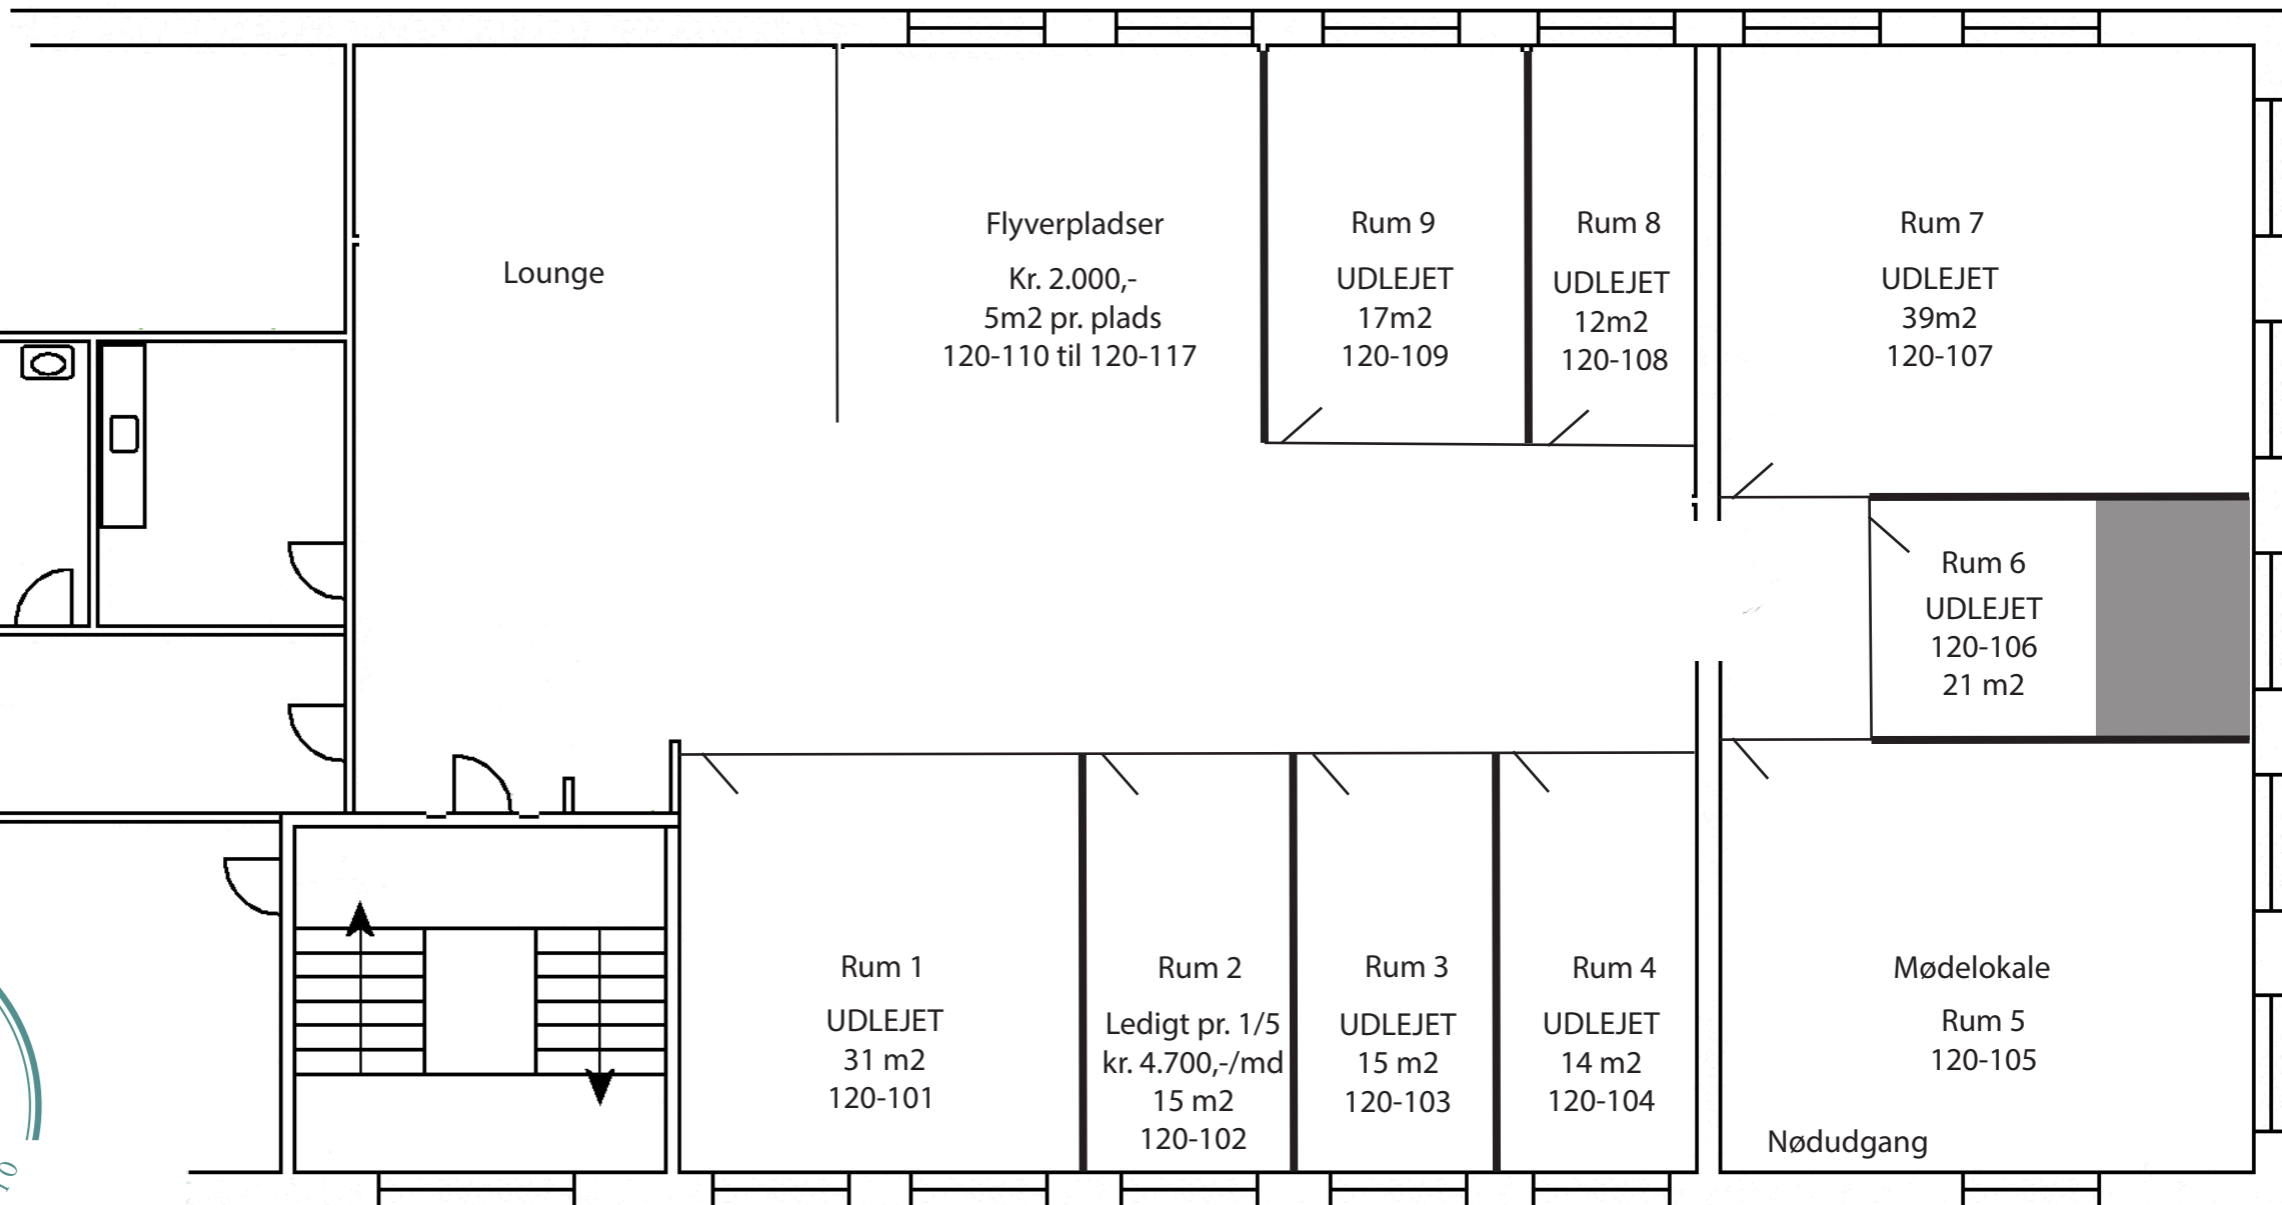 Lounge
Flyverpladser
Kr. 2.000,-
5m2 pr. plads
120-110 til 120-117
Rum 9
UDLEJET
17m2
120-109
Rum 8
UDLEJET
12m2
120-108
Rum 7
UDLEJET
39m2
120-107
Rum 6
UDLEJET
120-106
21 m2
Rum 1
UDLEJET
31 m2
120-101
Rum 2
Ledigt pr. 1/5
kr. 4.700,-/md
15 m2
120-102
Rum 3
UDLEJET
15 m2
120-103
Rum 4
UDLEJET
14 m2
120-104
Mødelokale
Rum 5
120-105
Nødudgang